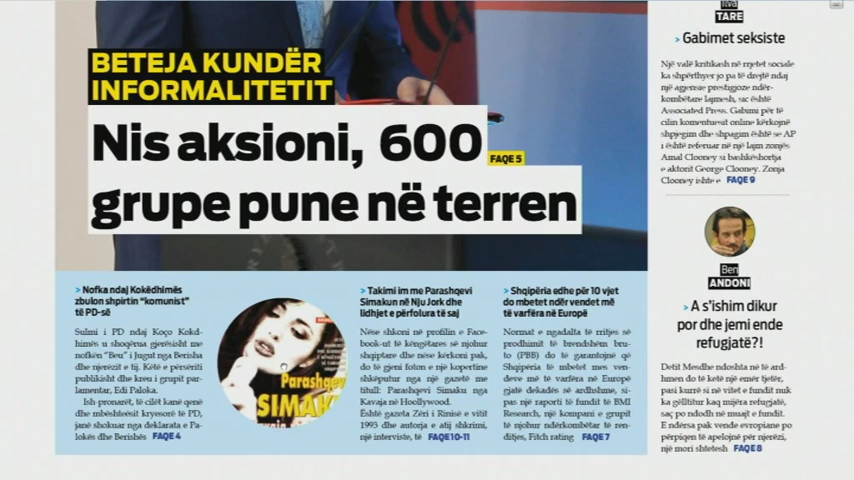 BETEJA KUNDËR
INFORMALITETIT
Nis aksioni, 600
FAQE 5
grupe pune në terren
> Nofka ndaj Kokëdhimës
zbulon shpirtin “komunist”
të PD-së
Sulmi i PD ndaj Koço Kokë-
dhimës u shoqërua gjerësisht me
nofkën “Beu” i Jugut nga Berisha
dhe njerëzit e tij. Këtë e përsëriti
publikisht dhe kreu i grupit par-
lamentar, Edi Paloka.
Ish-pronarët, të cilët kanë qenë
dhe mbështetësit kryesorë të PD,
janë shokuar nga deklarata e Pa-
lokës dhe Berishës FAQE 4
Parashqev
SIMAK
> Takimi im me Parashqevi
Simakun në Nju Jork dhe
lidhjet e përfolura të saj
Nëse shkoni në profilin e Face-
book-ut të këngëtares së njohur
shqiptare dhe nëse kërkoni pak,
do të gjeni foton e një kopertine
shkëputur nga një gazetë me
titull: Parashqevi Simaku nga
Kavaja në Hoollywood.
Është gazeta Zëri i Rinisë e vitit
1993 dhe autorja e atij shkrimi,
një interviste, të FAQE 10-11
> Shqipëria edhe për 10 vjet
do mbetet ndër vendet më
të varfëra në Europë
Normat e ngadalta të rritjes së
prodhimit të brendshëm bru-
to (PBB) do të garantojnë që
Shqipëria të mbetet mes ven-
deve më të varfëra në Europë
gjatë dekadës së ardhshme, si-
pas një raporti të fundit të BMI
Research, një kompani e grupit
të njohur ndërkombëtar të ren-
ditjes, Fitch rating FAQE 7
TARE
> Gabimet seksiste
Një valë kritikash në rrjetet sociale
ka shpërthyer jo pa të drejtë ndaj
një agjensie prestigjoze ndër-
kombëtare lajmesh, siç është
Associated Press. Gabimi për të
cilin komentuesit online kërkojnë
shpjegim dhe shpagim është se AP
i është referuar në një lajm zonjës
Amal Clooney si bashkëshortja
e aktorit George Clooney. Zonja
Clooney ishte e FAQE 9
Ben
ANDONI
> A s'ishim dikur
por dhe jemi ende
refugjatë?!
Detit Mesdhe ndoshta në të ard-
hmen do të ketë një emër tjetër,
pasi kurrë si në vitet e fundit nuk
ka gëlltitur kaq mijëra refugjatë,
saç po ndodh në muajt e fundit.
E ndërsa pak vende evropiane po
përpiqen të apelojnë për njerëzit,
një mori shtetesh FAQE 8